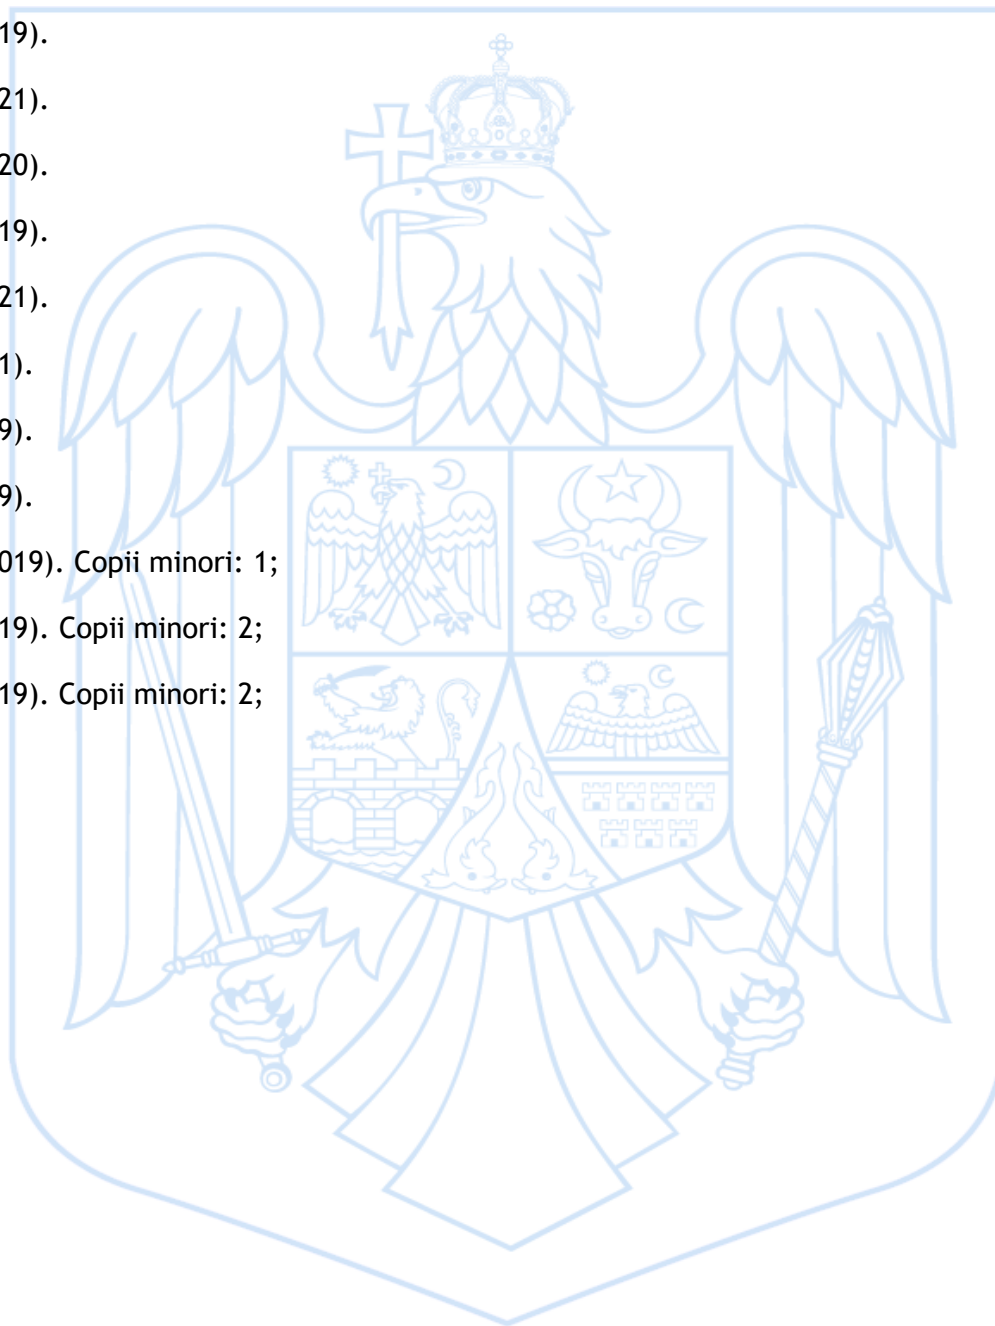 19).
21).
20).
19).
21).
1).
9).
9).
019). Copii minori: 1;
19). Copii minori: 2;
19). Copii minori: 2;